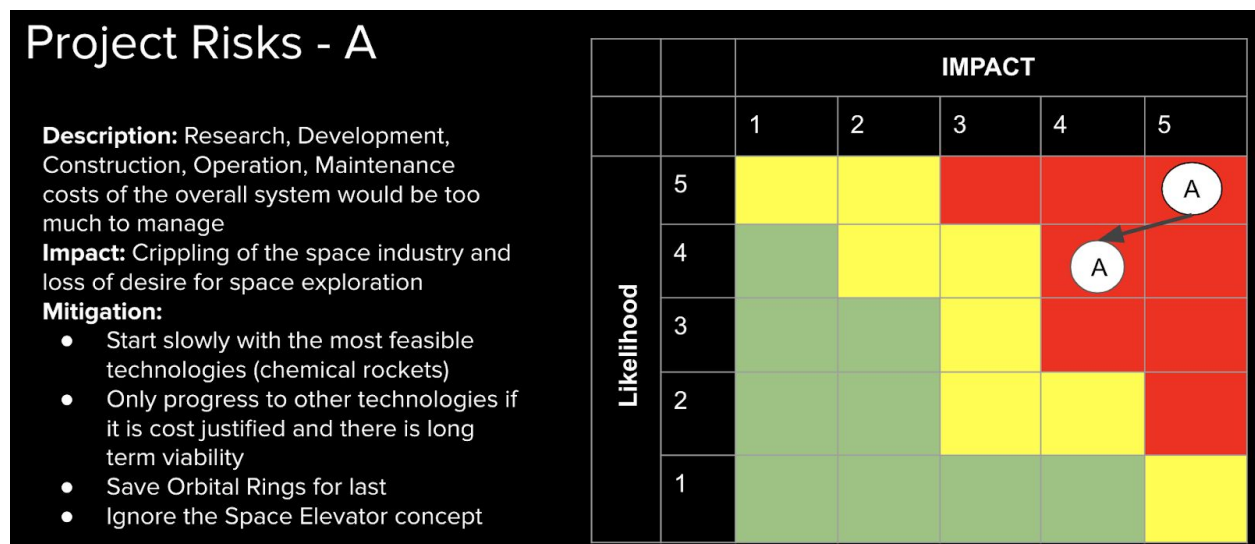 Project Risks - A
Description: Research, Development,
Construction, Operation, Maintenance
costs of the overall system would be too
much to manage
Impact: Crippling of the space industry and
loss of desire for space exploration
Mitigation:
● Start slowly with the most feasible
technologies (chemical rockets)
● Only progress to other technologies if
it is cost justified and there is long
term viability
● Save Orbital Rings for last
● Ignore the Space Elevator concept
IMPACT
1 2 3 4 5
Likelihood
5 A
4 A
3
2
1